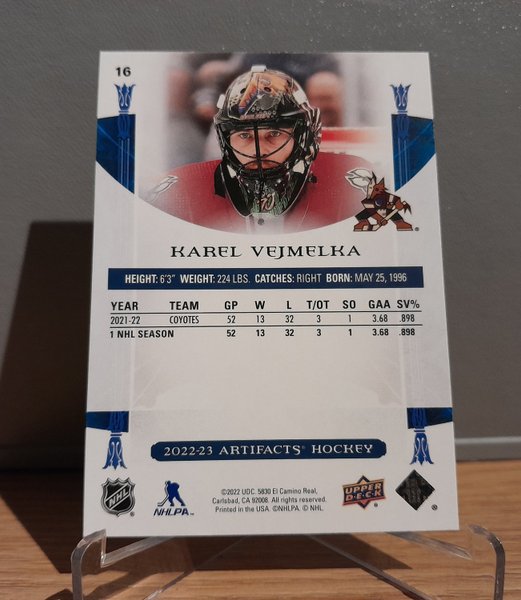 16
KAREL VEJMELKA
HEIGHT: 6'3" WEIGHT: 224 LBS. CATCHES: RIGHT BORN: MAY 25, 1996
YEAR TEAM GP W L T/OT SO GAA SV%
2021-22 COYOTES 52 13 32 3 1 3.68 .898
1 NHL SEASON 52 13 32 3 1 3.68 .898
2022-23 ARTIFACTS® HOCKEY
©2022 UDC. 5830 El Camino Real,
Carlsbad, CA 92008. All rights reserved.
Printed in the USA. ©NHLPA © NHL.
NHL
NHLPA®
UPPER
DECK
®
®
®